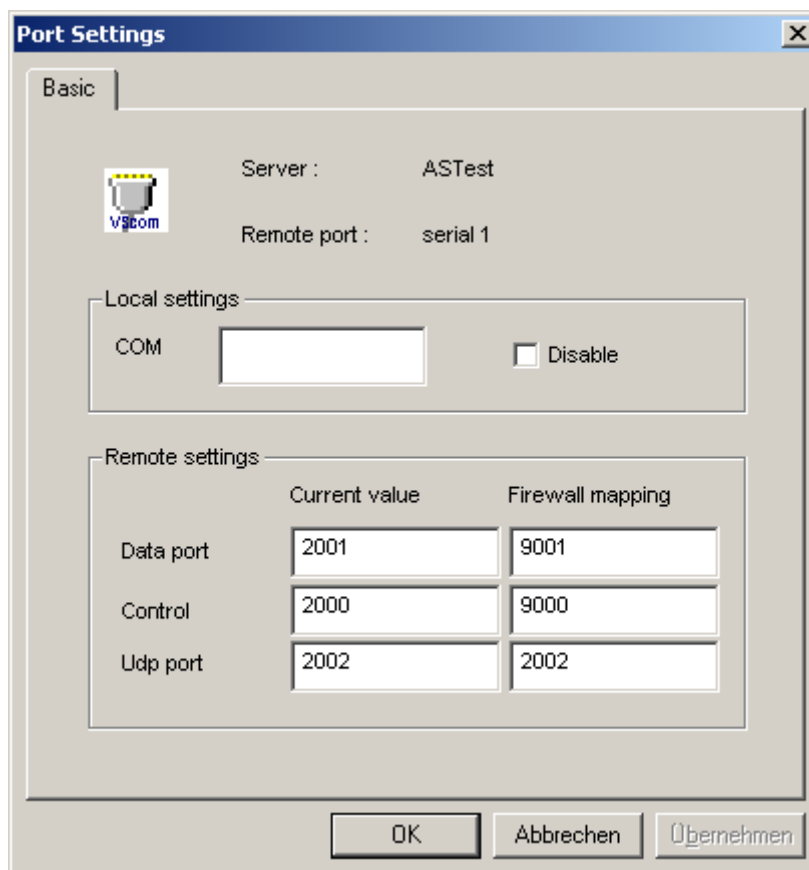 Port Settings
Basic
VScom
Server : ASTest
Remote port : serial 1
Local settings
COM
Disable
Remote settings
Current value Firewall mapping
Data port 2001 9001
Control 2000 9000
Udp port 2002 2002
OK Abbrechen Übernehmen